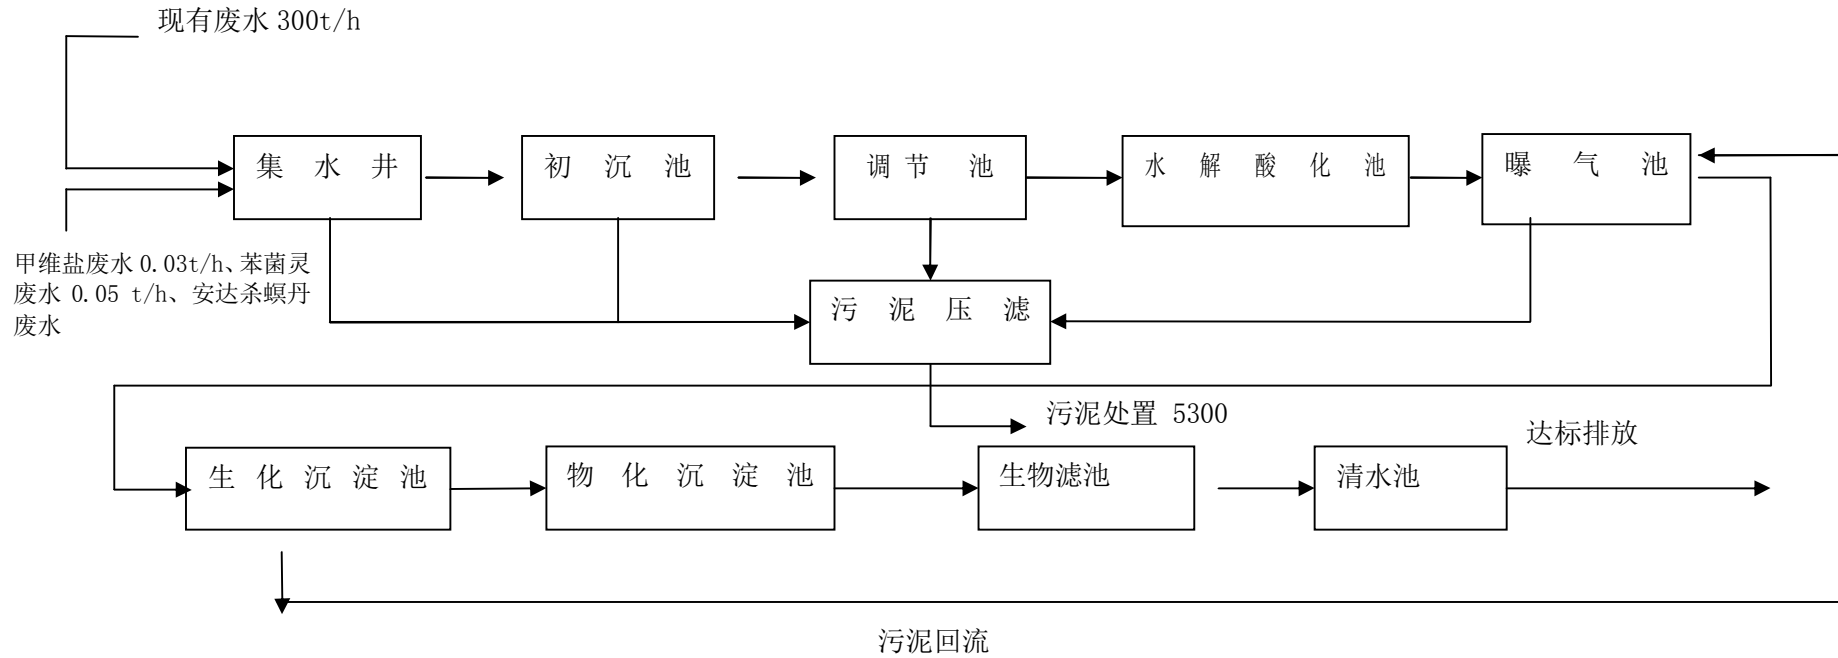 现有废水 300t/h
集水井
初沉池
调节池
水解酸化池
曝气池
甲维盐废水 0.03t/h、苯菌灵
废水 0.05 t/h、安达杀螟丹
废水
污泥压滤
污泥处置 5300
达标排放
生化沉淀池
物化沉淀池
生物滤池
清水池
污泥回流